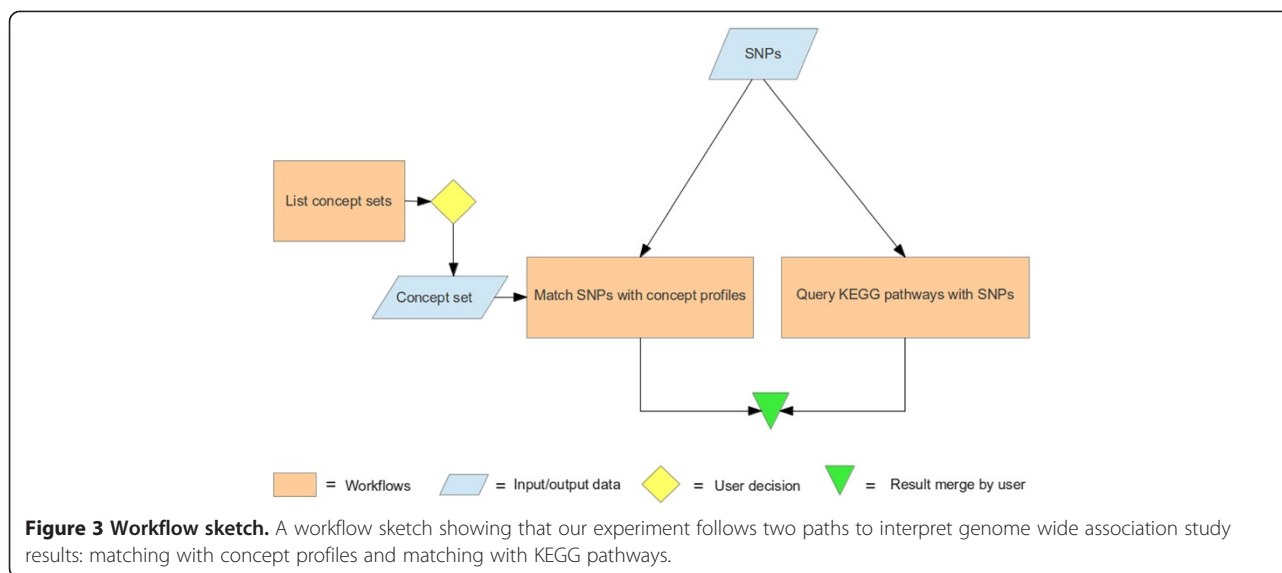 SNPs
List concept sets
Concept set
Match SNPs with concept profiles
Query KEGG pathways with SNPs
= Workflows
= Input/output data
= User decision
= Result merge by user
Figure 3 Workflow sketch. A workflow sketch showing that our experiment follows two paths to interpret genome wide association study
results: matching with concept profiles and matching with KEGG pathways.